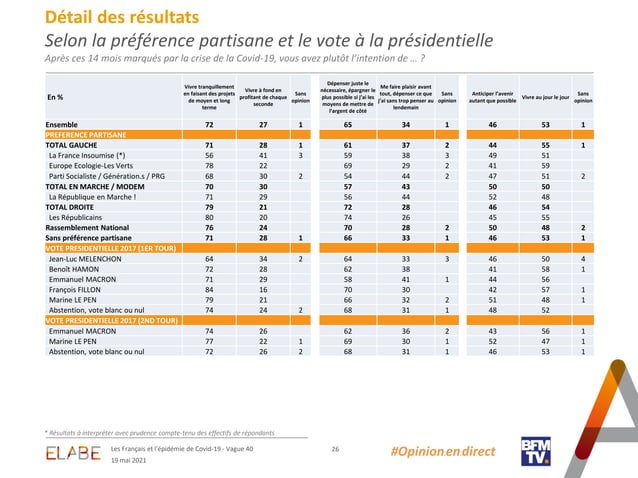 Détail des résultats
Selon la préférence partisane et le vote à la présidentielle
Après ces 14 mois marqués par la crise de la Covid-19, vous avez plutôt l'intention de … ?
En %
Vivre tranquillement en faisant des projets de moyen et long terme
Vivre à fond en profitant de chaque seconde
Sans opinion
Dépenser juste le nécessaire, épargner le plus possible si j'ai les moyens de mettre de l'argent de côté
Me faire plaisir avant tout, dépenser ce que j'ai sans trop penser au lendemain
Sans opinion
Anticiper l'avenir autant que possible
Vivre au jour le jour
Sans opinion
Ensemble 72 27 1 65 34 1 46 53 1
PREFERENCE PARTISANE
TOTAL GAUCHE 71 28 1 61 37 2 44 55 1
La France Insoumise (*) 56 41 3 59 38 3 49 51
Europe Ecologie-Les Verts 78 22 69 29 2 41 59
Parti Socialiste / Génération.s / PRG 68 30 2 54 44 2 47 51 2
TOTAL EN MARCHE / MODEM 70 30 57 43 50 50
La République en Marche ! 71 29 56 44 52 48
TOTAL DROITE 79 21 72 28 46 54
Les Républicains 80 20 74 26 45 55
Rassemblement National 76 24 70 28 2 50 48 2
Sans préférence partisane 71 28 1 66 33 1 46 53 1
VOTE PRESIDENTIELLE 2017 (1ER TOUR)
Jean-Luc MELENCHON 64 34 2 64 33 3 46 50 4
Benoît HAMON 72 28 62 38 41 58 1
Emmanuel MACRON 71 29 58 41 1 44 56
François FILLON 84 16 70 30 42 57 1
Marine LE PEN 79 21 66 32 2 51 48 1
Abstention, vote blanc ou nul 74 24 2 68 31 1 48 52
VOTE PRESIDENTIELLE 2017 (2ND TOUR)
Emmanuel MACRON 74 26 62 36 2 43 56 1
Marine LE PEN 77 22 1 69 30 1 52 47 1
Abstention, vote blanc ou nul 72 26 2 68 31 1 46 53 1
* Résultats à interpréter avec prudence compte-tenu des effectifs de répondants
ELABE
Les Français et l'épidémie de Covid-19 - Vague 40
19 mai 2021
26
#Opinion en direct
BFM
TV.